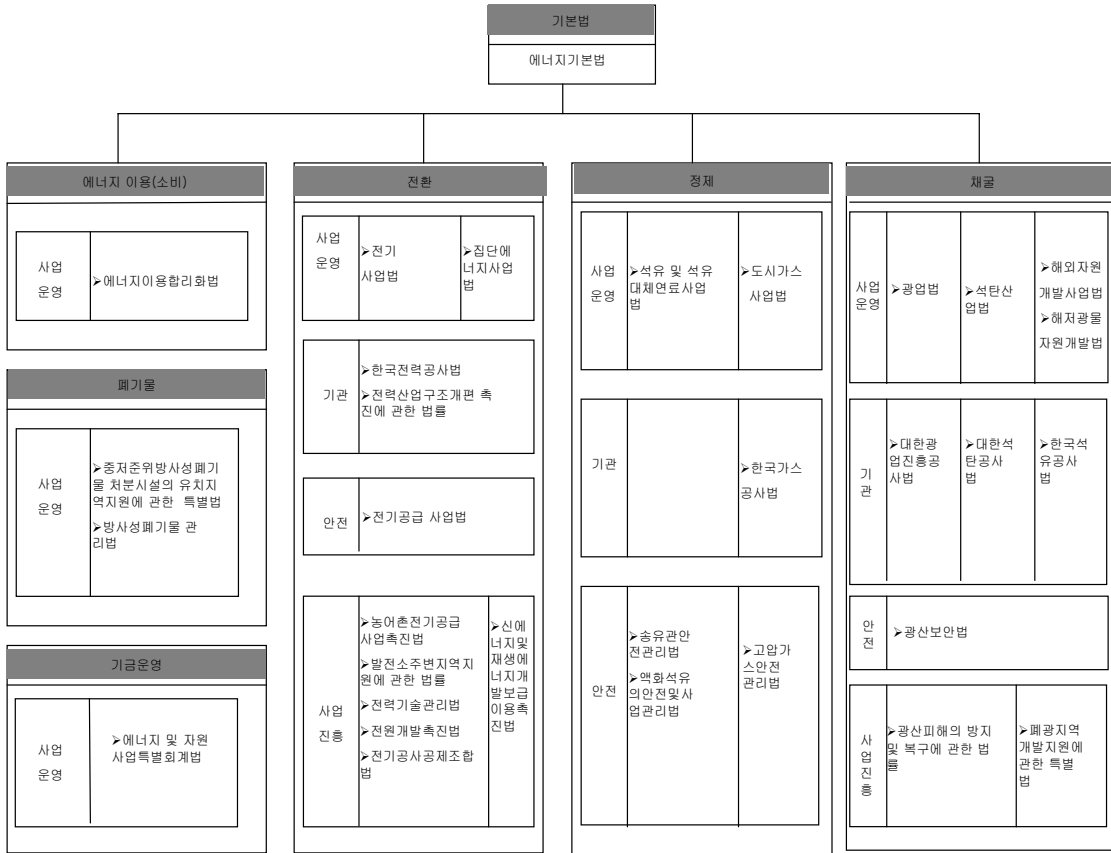 기본법
에너지기본법
에너지 이용(소비)
사업
운영
➢에너지이용합리화법
폐기물
사업
운영
➢중저준위방사성폐기
물 처분시설의 유치지
역지원에 관한 특별법
➢방사성폐기물 관
리법
기금운영
사업
운영
➢에너지 및 자원
사업특별회계법
전환
사업
운영
➢전기
사업법
➢집단에
너지사업
법
기관
➢한국전력공사법
➢전력산업구조개편 촉
진에 관한 법률
안전
➢전기공급 사업법
사업
진흥
➢농어촌전기공급
사업촉진법
➢발전소주변지역지
원에 관한 법률
➢전력기술관리법
➢전원개발촉진법
➢전기공사공제조합
법
➢신에
너지및
재생에
너지개
발보급
이용촉
진법
정제
사업
운영
➢석유 및 석유
대체연료사업
법
➢도시가스
사업법
기관
➢한국가스
공사법
안전
➢송유관안
전관리법
➢액화석유
의안전및사
업관리법
➢고압가
스안전
관리법
채굴
사업
운영
➢광업법
➢석탄산
업법
➢해외자원
개발사업법
➢해저광물
자원개발법
기
관
➢대한광
업진흥공
사법
➢대한석
탄공사
법
➢한국석
유공사
법
안
전
➢광산보안법
사
업
진
흥
➢광산피해의 방지
및 복구에 관한 법
률
➢폐광지역
개발지원에
관한 특별
법